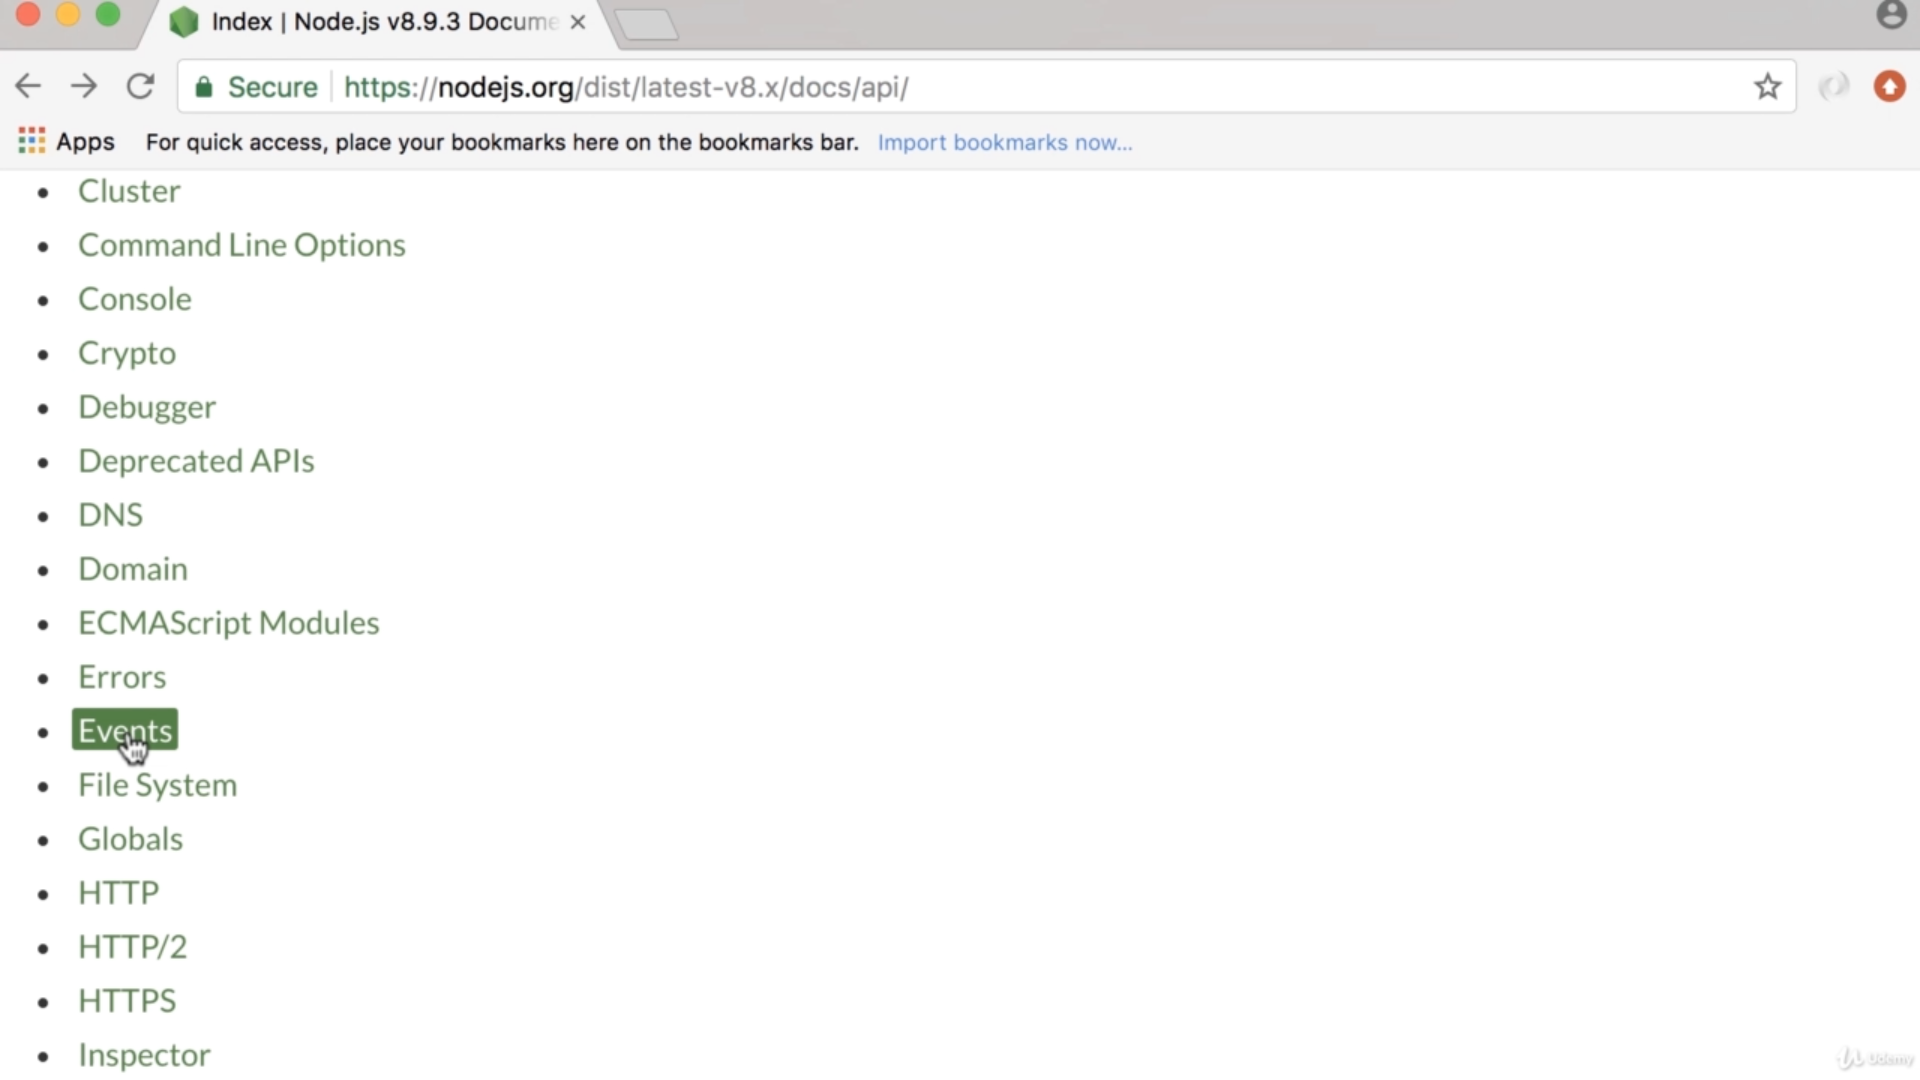 Index | Node.js v8.9.3 Docume
Secure https://nodejs.org/dist/latest-v8.x/docs/api/
Apps For quick access, place your bookmarks here on the bookmarks bar. Import bookmarks now...
Cluster
Command Line Options
Console
Crypto
Debugger
Deprecated APIs
DNS
Domain
ECMAScript Modules
Errors
Events
File System
Globals
HTTP
HTTP/2
HTTPS
Inspector
Udemy